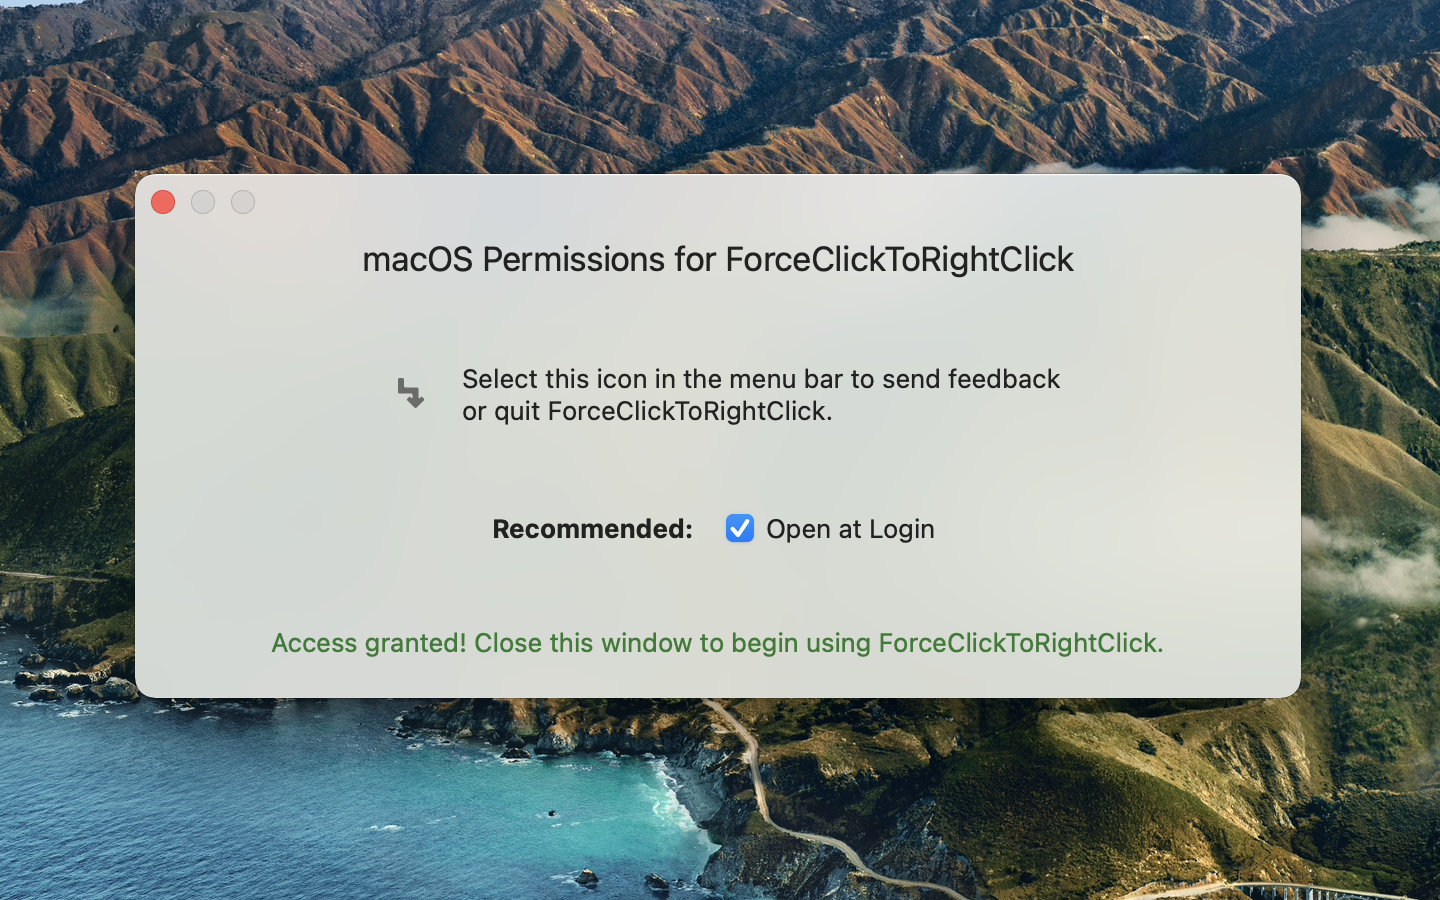 macOS Permissions for ForceClickToRightClick
Select this icon in the menu bar to send feedback
or quit ForceClickToRightClick.
Recommended: Open at Login
Access granted! Close this window to begin using ForceClickToRightClick.